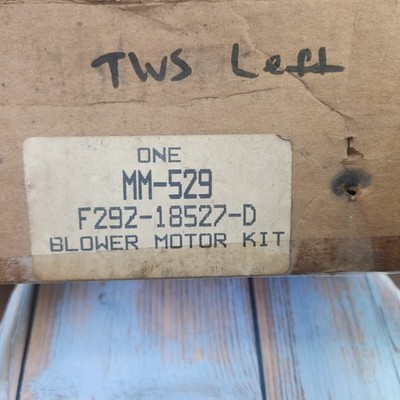 TWS Left
ONE
MM-529
F292-18527-D
BLOWER MOTOR KIT